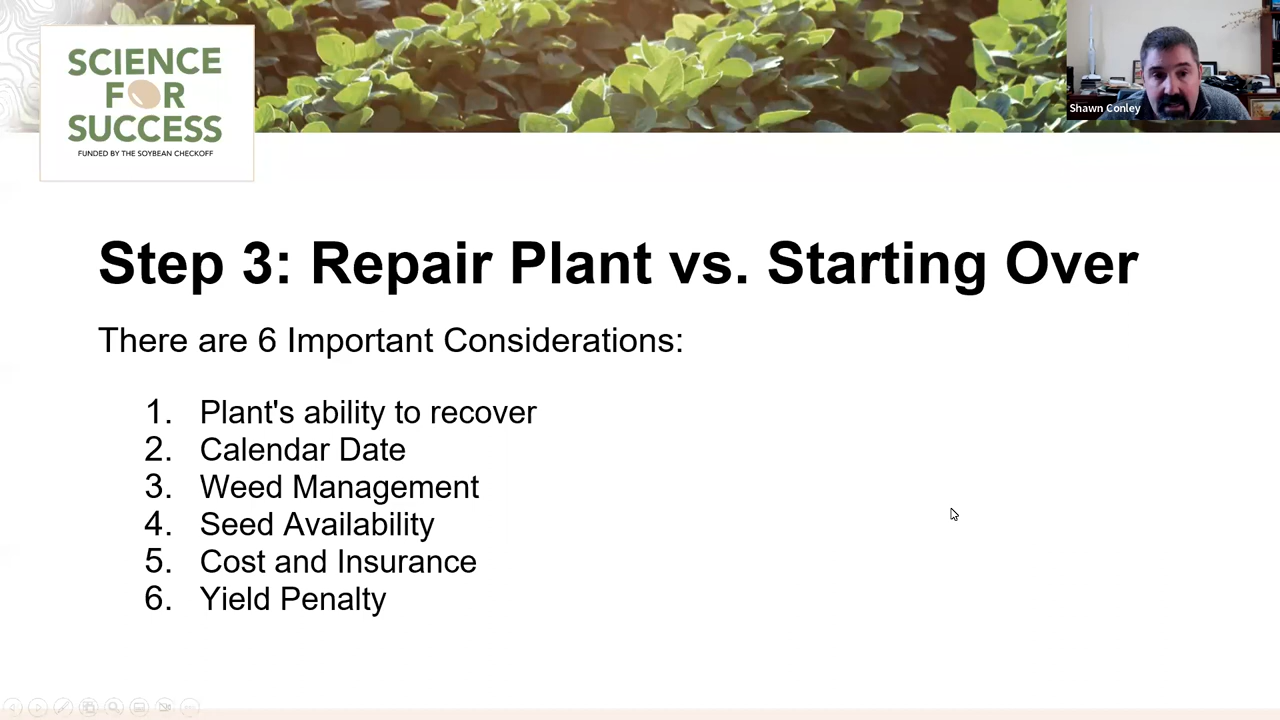 SCIENCE
FOR
SUCCESS
FUNDED BY THE SOYBEAN CHECKOFF
Shawn Conley
Step 3: Repair Plant vs. Starting Over
There are 6 Important Considerations:
1. Plant's ability to recover
2. Calendar Date
3. Weed Management
4. Seed Availability
5. Cost and Insurance
6. Yield Penalty